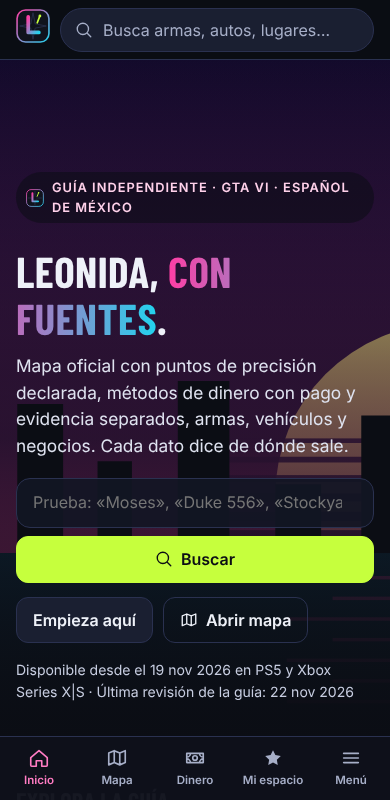 Busca armas, autos, lugares...
GUÍA INDEPENDIENTE · GTA VI · ESPAÑOL
DE MÉXICO
LEONIDA, CON
FUENTES.
Mapa oficial con puntos de precisión
declarada, métodos de dinero con pago y
evidencia separados, armas, vehículos y
negocios. Cada dato dice de dónde sale.
Prueba: «Moses», «Duke 556», «Stockya
Buscar
Empieza aquí
Abrir mapa
Disponible desde el 19 nov 2026 en PS5 y Xbox
Series X|S · Última revisión de la guía: 22 nov 2026
Inicio
Mapa
Dinero
Mi espacio
Menú
EXPLORA LA GUÍA